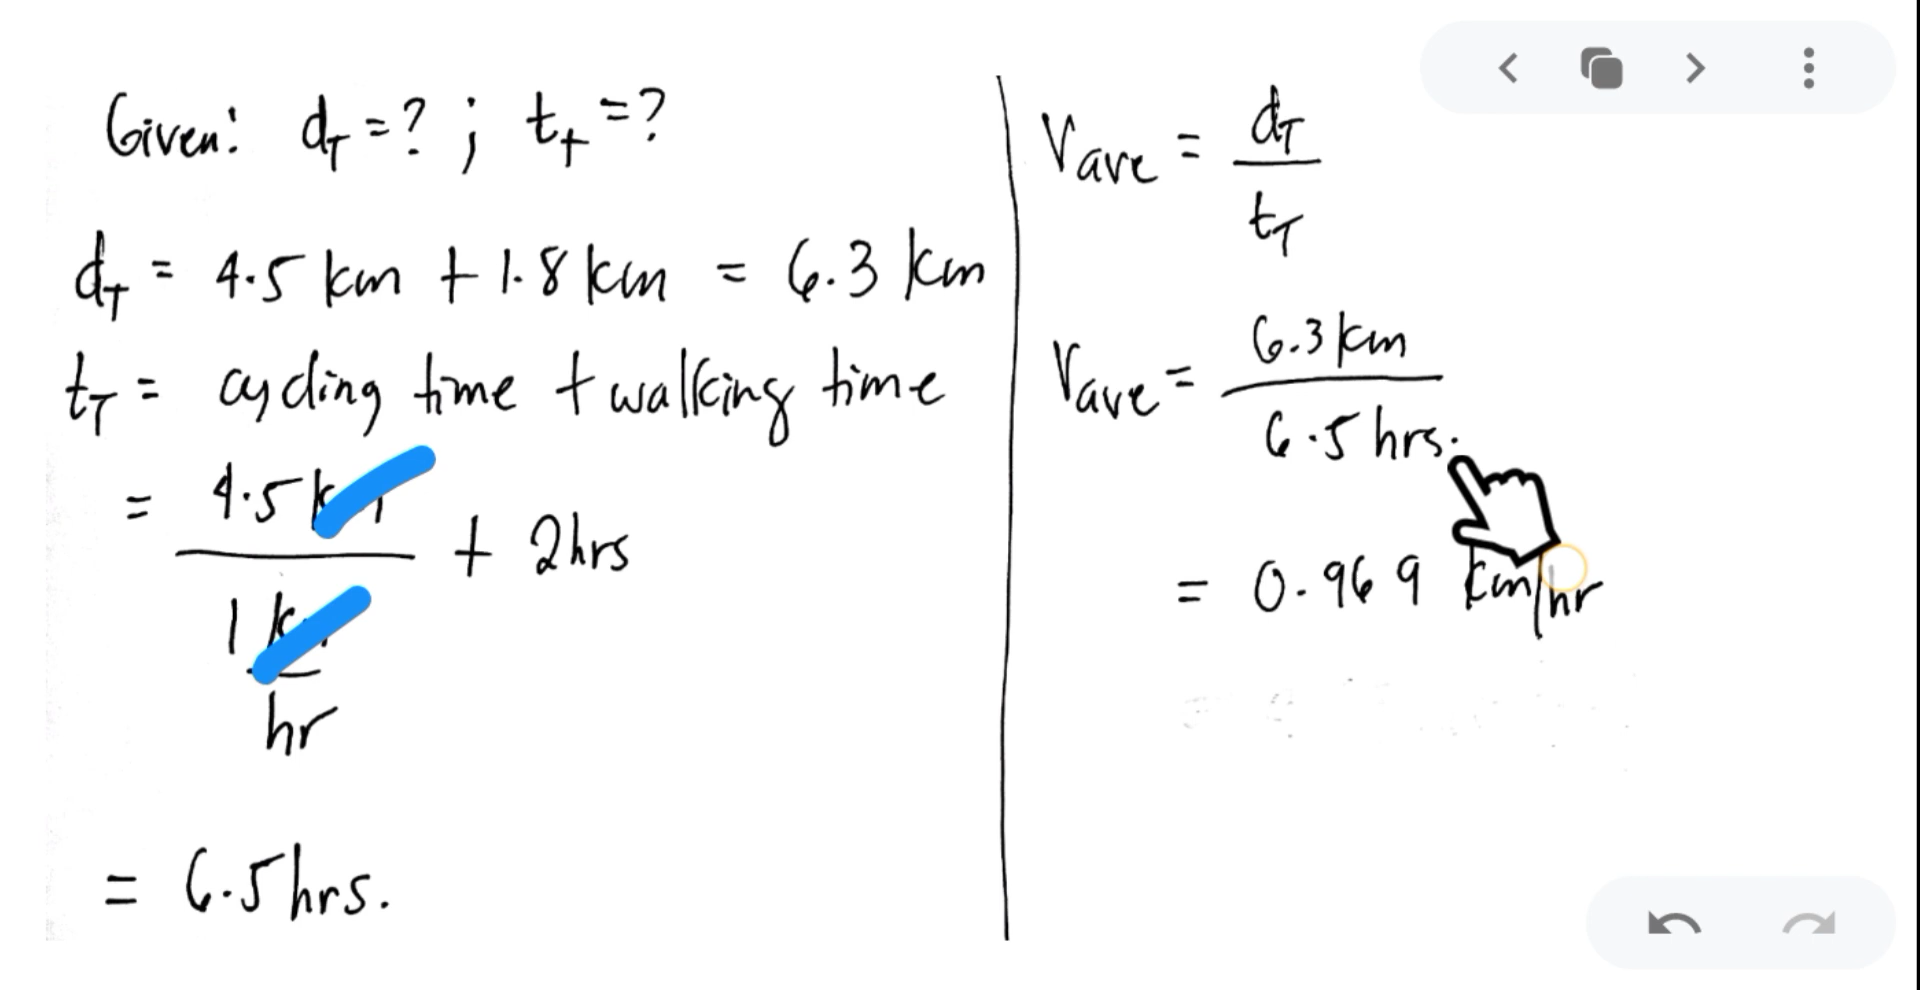 Given: dT = ? ; tt = ?
dT = 4.5 km + 1.8 km = 6.3 km
tT = cycling time + walking time
= 4.5 km
+ 2hrs
1 km
hr
= 6.5 hrs.
Vave = dT
tT
Vave = 6.3 km
6.5 hrs.
= 0.969 km/hr